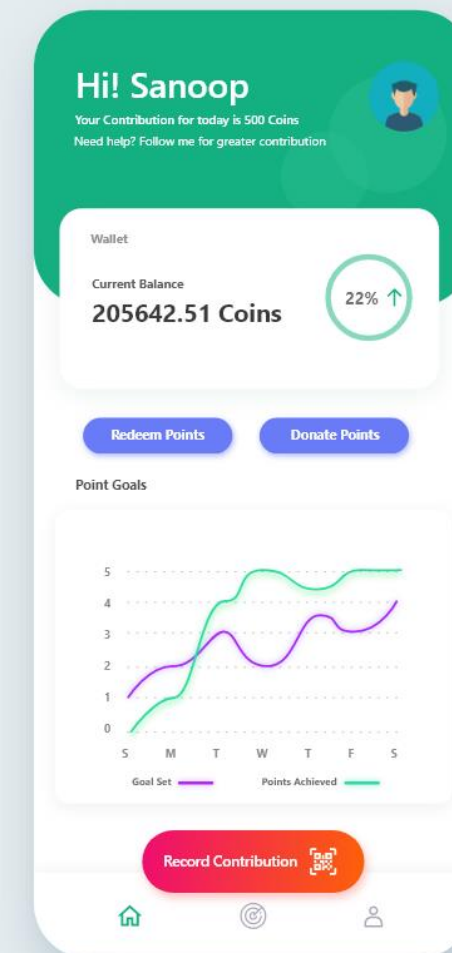 Hi! Sanoop
Your Contribution for today is 500 Coins
Need help? Follow me for greater contribution
Wallet
Current Balance
205642.51 Coins
22%
Redeem Points
Donate Points
Point Goals
5
4
3
2
1
0
S M T W T F S
Goal Set
Points Achieved
Record Contribution